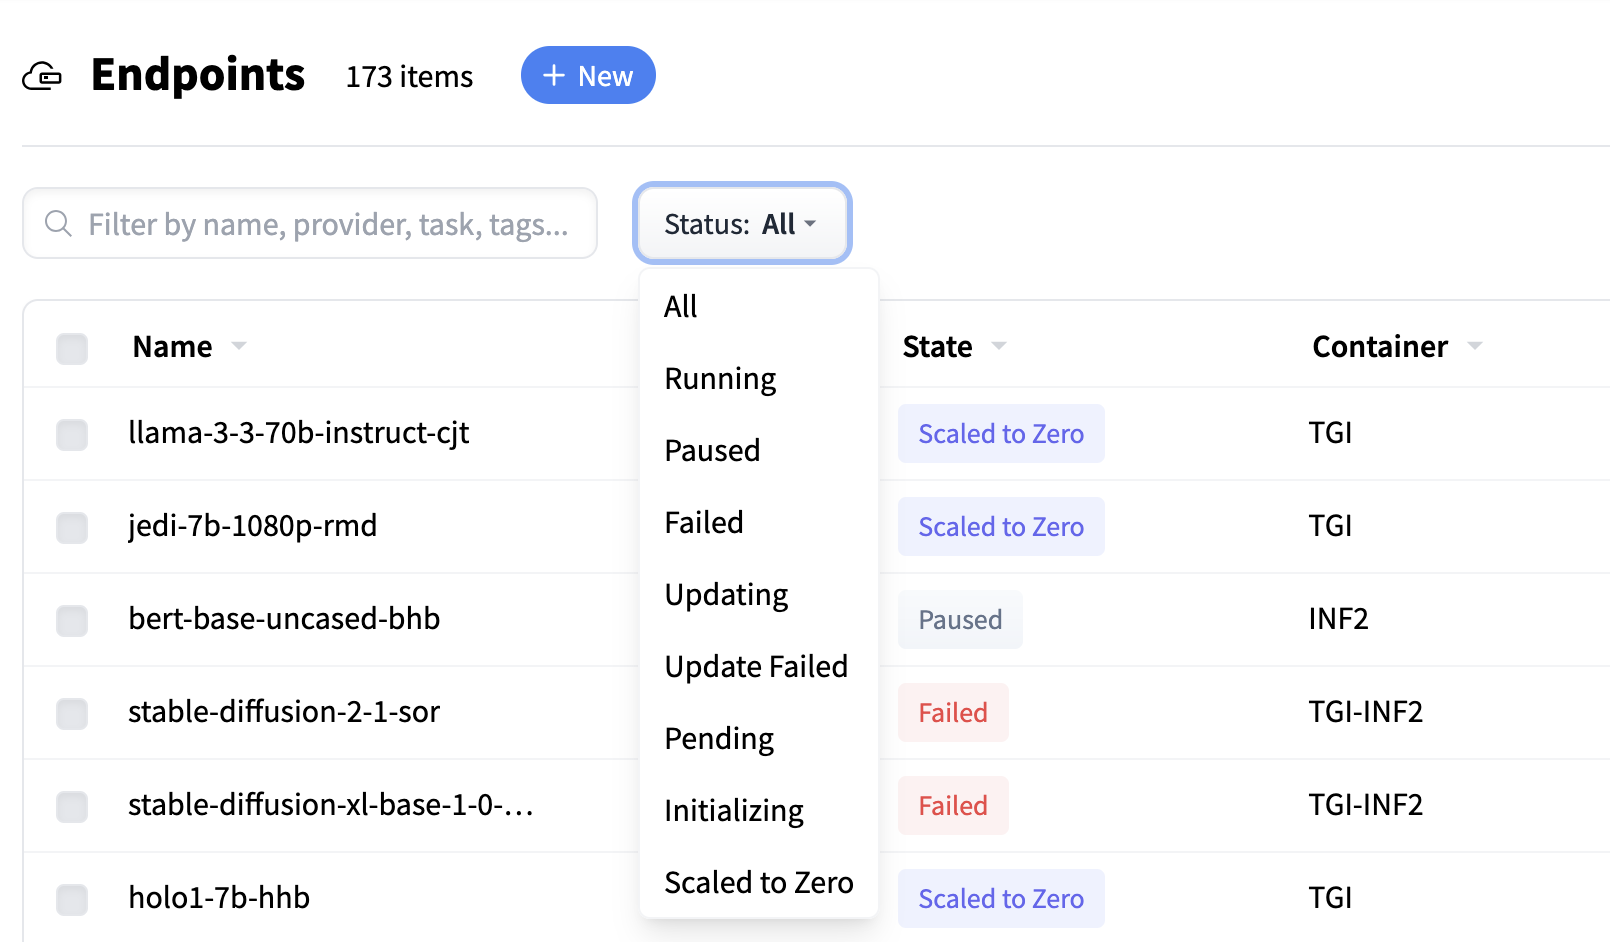 Endpoints 173 items + New
Filter by name, provider, task, tags... Status: All
All
Running
Paused
Failed
Updating
Update Failed
Pending
Initializing
Scaled to Zero
Name State Container
llama-3-3-70b-instruct-cjt Scaled to Zero TGI
jedi-7b-1080p-rmd Scaled to Zero TGI
bert-base-uncased-bhb Paused INF2
stable-diffusion-2-1-sor Failed TGI-INF2
stable-diffusion-xl-base-1-0-... Failed TGI-INF2
holo1-7b-hhb Scaled to Zero TGI